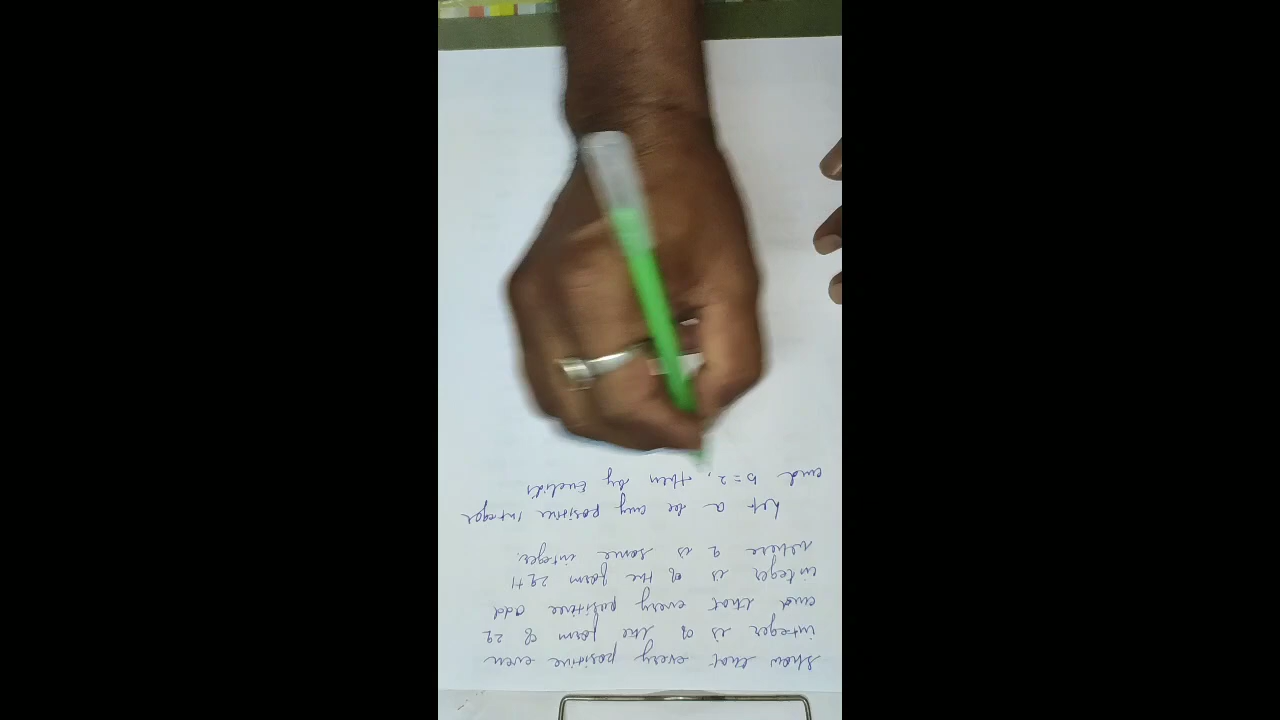 Show that every positive even
integer is of the form of 2q
and that every positive odd
integer is of the form 2q+1
where q is some integer.
Let a be any positive integer
and b=2, then by Euclid's